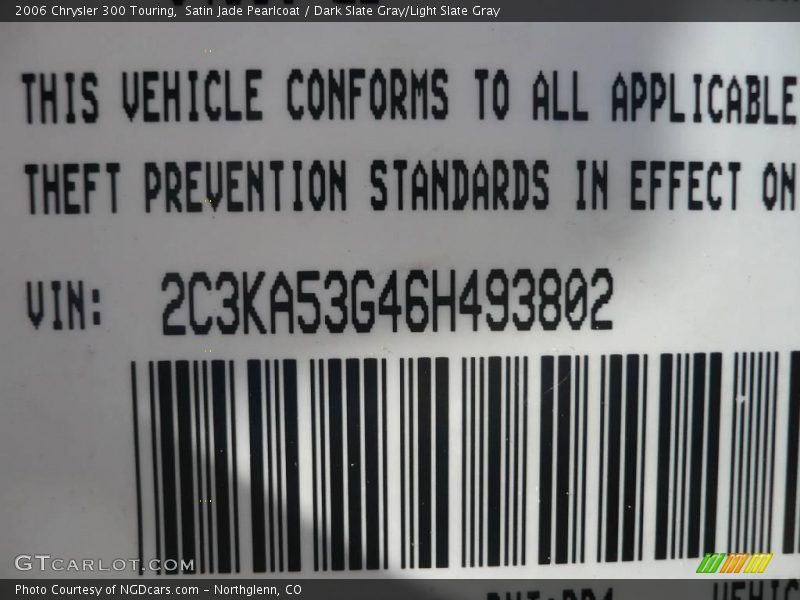 2006 Chrysler 300 Touring,  Satin Jade Pearlcoat / Dark Slate Gray/Light Slate Gray
THIS VEHICLE CONFORMS TO ALL APPLICABLE
THEFT PREVENTION STANDARDS IN EFFECT ON
VIN: 2C3KA53G46H493802
GTCARLOT.COM
Photo Courtesy of NGDcars.com – Northglenn, CO